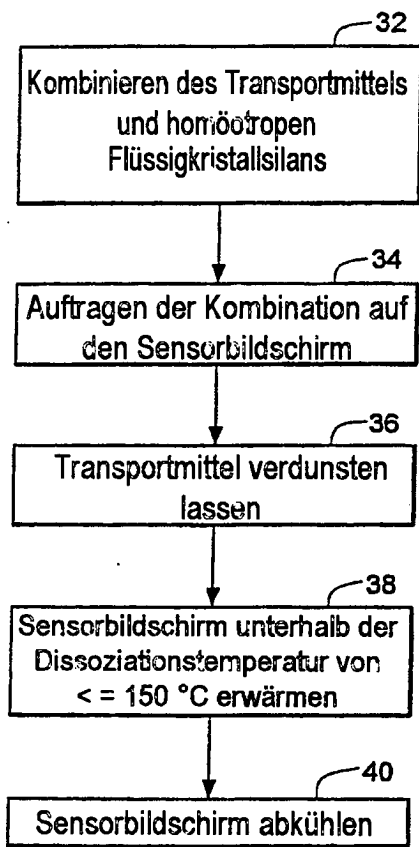 32
Kombinieren des Transportmittels
und homöotropen
Flüssigkristallsilans
34
Auftragen der Kombination auf
den Sensorbildschirm
36
Transportmittel verdunsten
lassen
38
Sensorbildschirm unterhalb der
Dissoziationstemperatur von
< = 150 °C erwärmen
40
Sensorbildschirm abkühlen